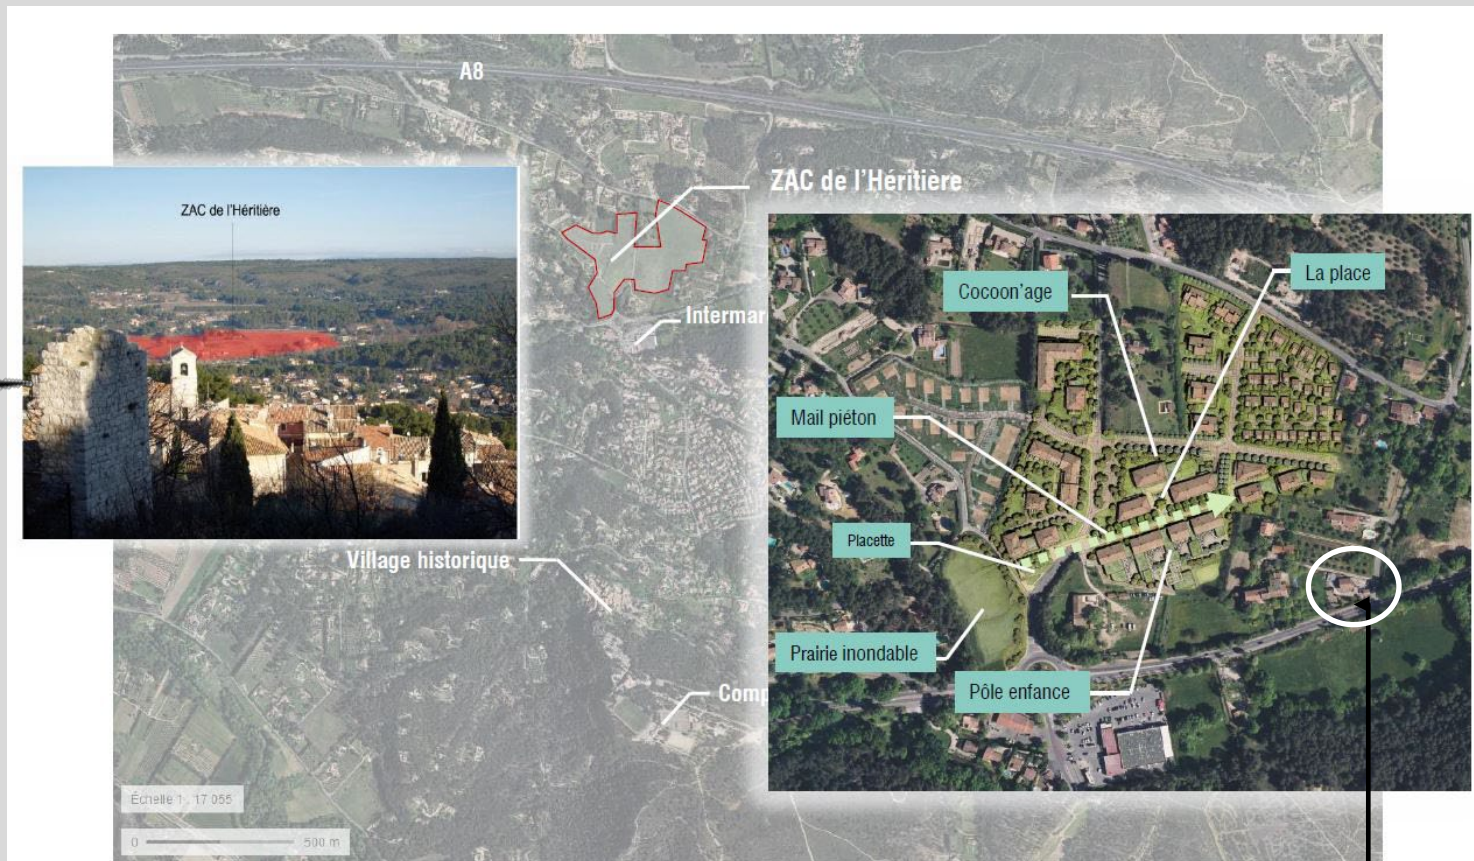 A8
ZAC de l'Héritière
ZAC de l'Héritière
Intermar
La place
Cocoon'age
Mail piéton
Placette
Village historique
Prairie inondable
Pôle enfance
Comp
Échelle 1 : 17 055
0 500 m